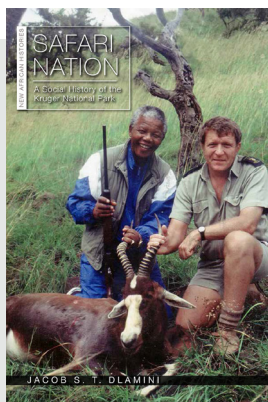 NEW AFRICAN HISTORIES
SAFARI
NATION
A Social History of the
Kruger National Park
JACOB S. T. DLAMINI